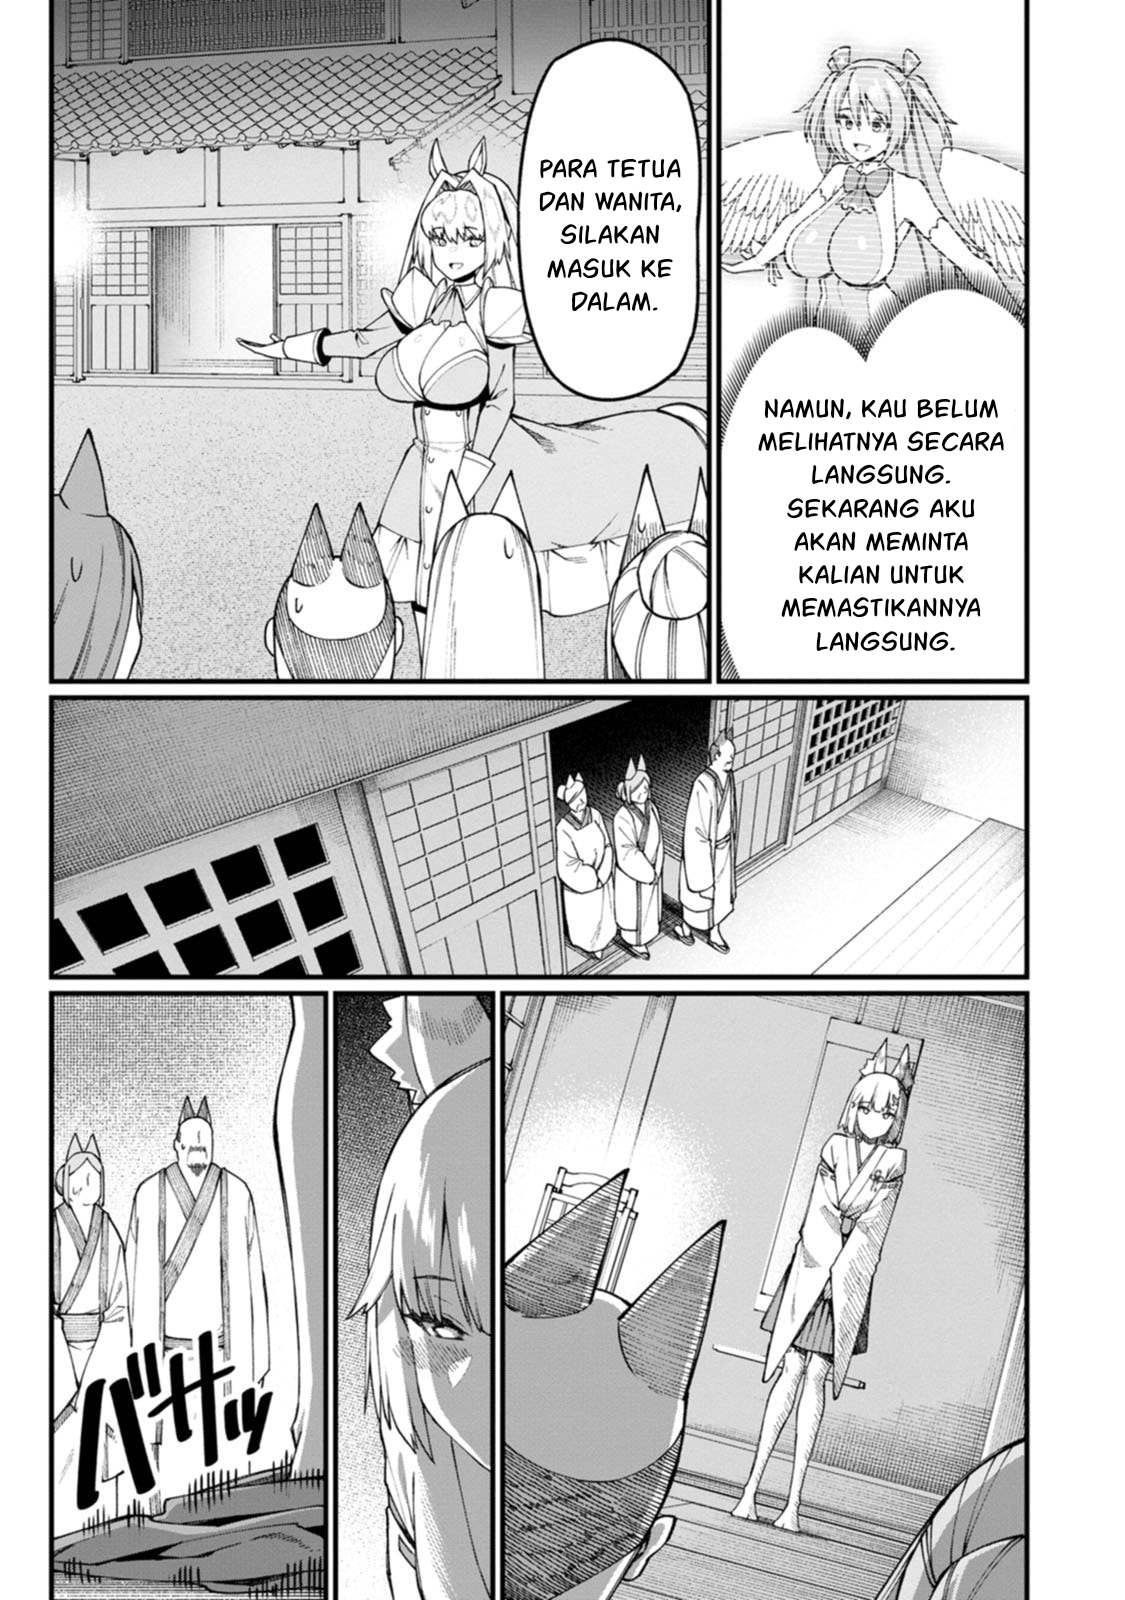 NAMUN, KAU BELUM
MELIHATNYA SECARA
LANGSUNG.
SEKARANG AKU
AKAN MEMINTA
KALIAN UNTUK
MEMASTIKANNYA
LANGSUNG.
PARA TETUA
DAN WANITA,
SILAKAN
MASUK KE
DALAM.
バサッ